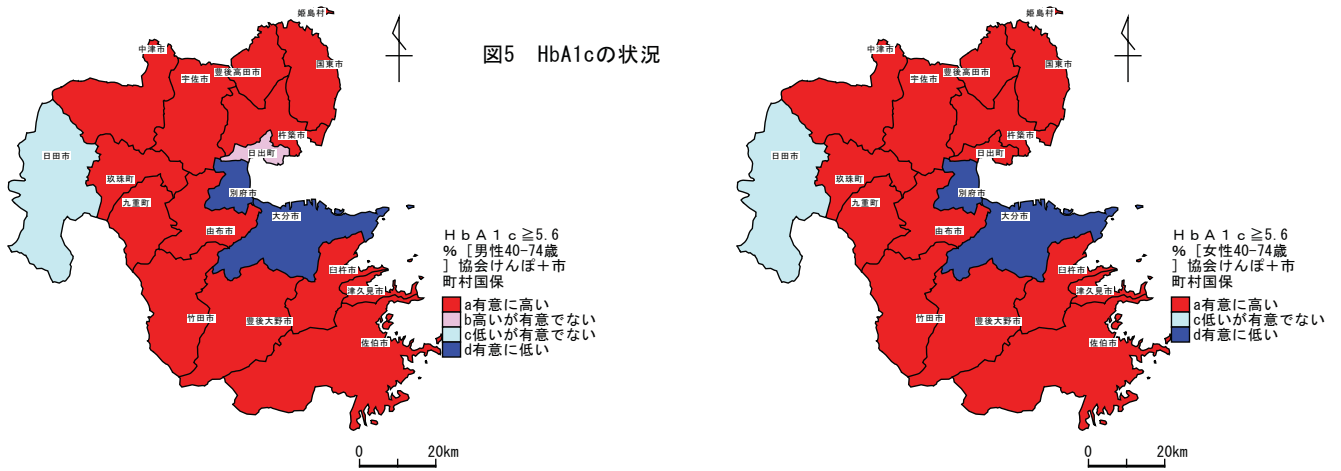 図5 HbA1cの状況
姫島村
中津市
国東市
豊後高田市
宇佐市
杵築市
日出町
日田市
玖珠町
別府市
九重町
大分市
由布市
臼杵市
津久見市
竹田市
豊後大野市
佐伯市
HbA1c≧5.6
%［男性40-74歳
］協会けんぽ＋市
町村国保
a有意に高い
b高いが有意でない
c低いが有意でない
d有意に低い
0 20km
姫島村
中津市
国東市
豊後高田市
宇佐市
杵築市
日出町
日田市
玖珠町
別府市
九重町
大分市
由布市
臼杵市
津久見市
竹田市
豊後大野市
佐伯市
HbA1c≧5.6
%［女性40-74歳
］協会けんぽ＋市
町村国保
a有意に高い
c低いが有意でない
d有意に低い
0 20km